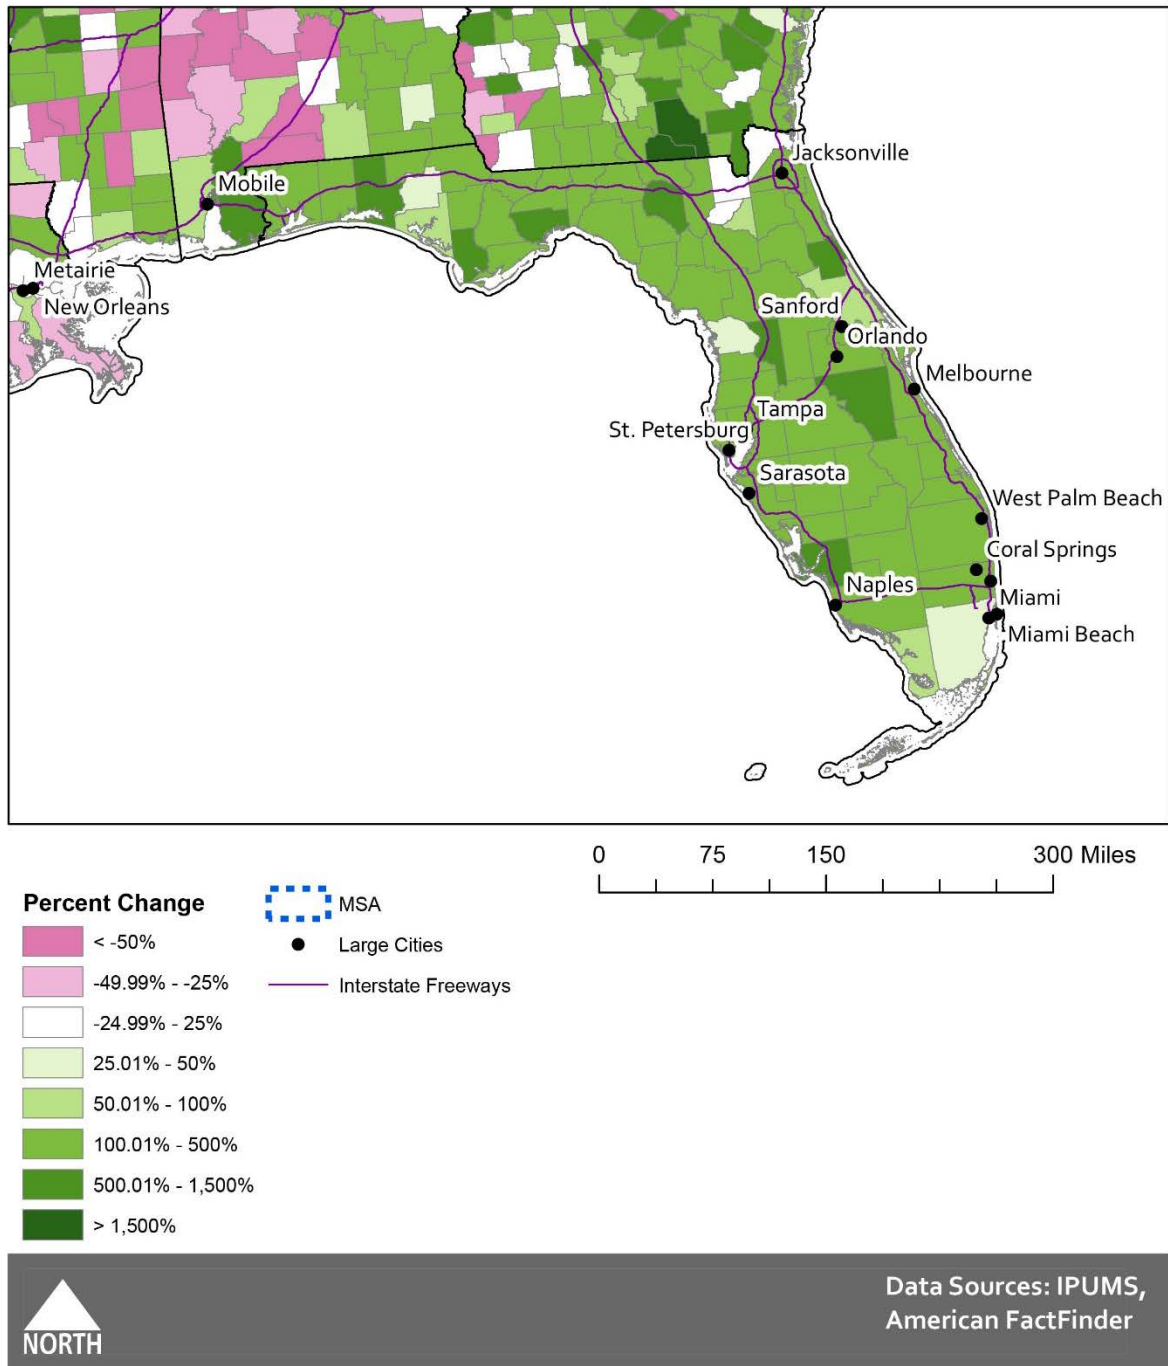 Jacksonville
Mobile
Metairie
New Orleans
Sanford
Orlando
Melbourne
Tampa
St. Petersburg
Sarasota
West Palm Beach
Coral Springs
Naples
Miami
Miami Beach
0 75 150 300 Miles
Percent Change
< -50%
-49.99% - -25%
-24.99% - 25%
25.01% - 50%
50.01% - 100%
100.01% - 500%
500.01% - 1,500%
> 1,500%
MSA
Large Cities
Interstate Freeways
NORTH
Data Sources: IPUMS,
American FactFinder